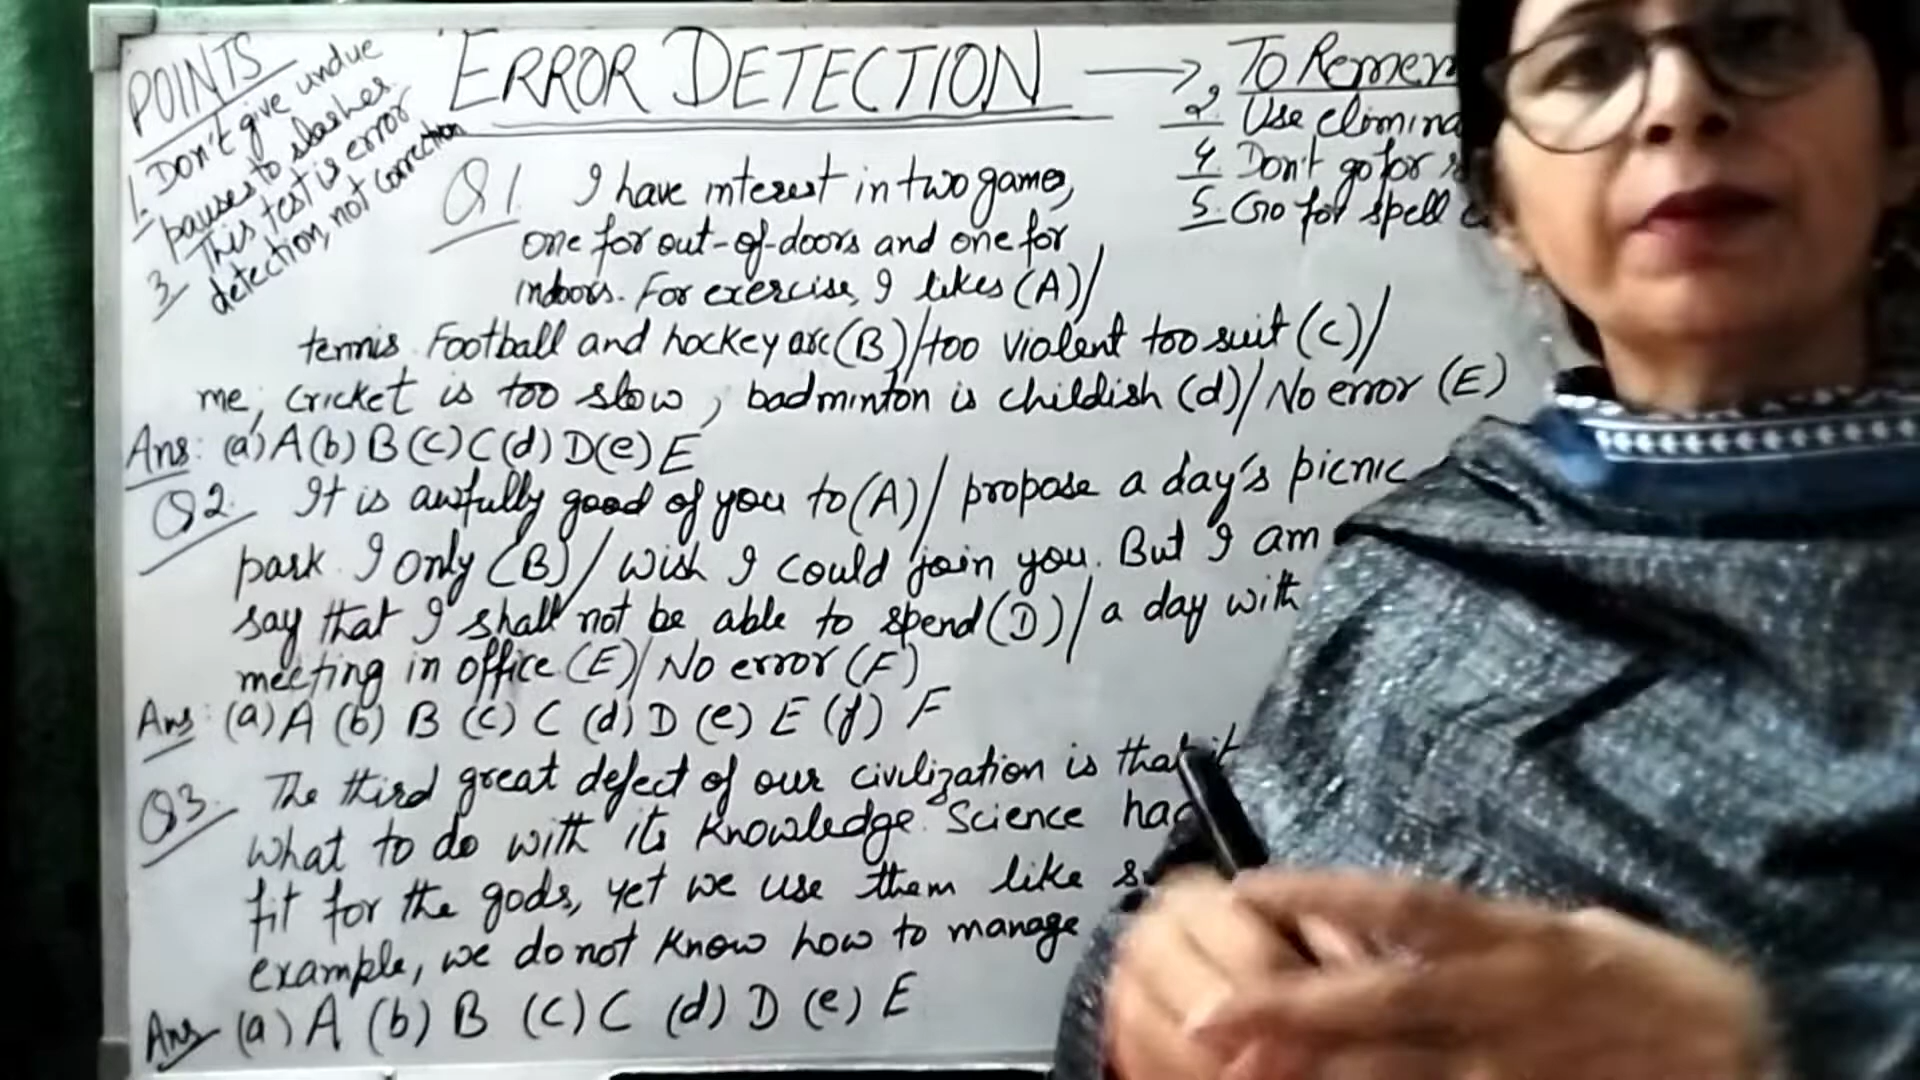 POINTS
1. Don't give undue
pauses to slashes.
3. This test is error
detection, not correction
ERROR DETECTION → To
2. Use
4. Don't go for
5. Go for spell
Q1. I have interest in two games,
one for out-of-doors and one for
indoors. For exercise, I likes (A)/
tennis. Football and hockey are (B)/too violent too suit (C)/
me; cricket is too slow, badminton is childish (d)/ No error (E)
Ans: (a) A (b) B (c) C (d) D (e) E
Q2. It is awfully good of you to (A)/ propose a day's picnic
park. I only (B)/ wish I could join you. But I am
say that I shall not be able to spend (D)/ a day with
meeting in office (E)/ No error (F)
Ans: (a) A (b) B (c) C (d) D (e) E (f) F
Q3. The third great defect of our civilization is that it
what to do with its knowledge. Science
fit for the gods, yet we use them like
example, we do not know how to manage
Ans (a) A (b) B (c) C (d) D (e) E